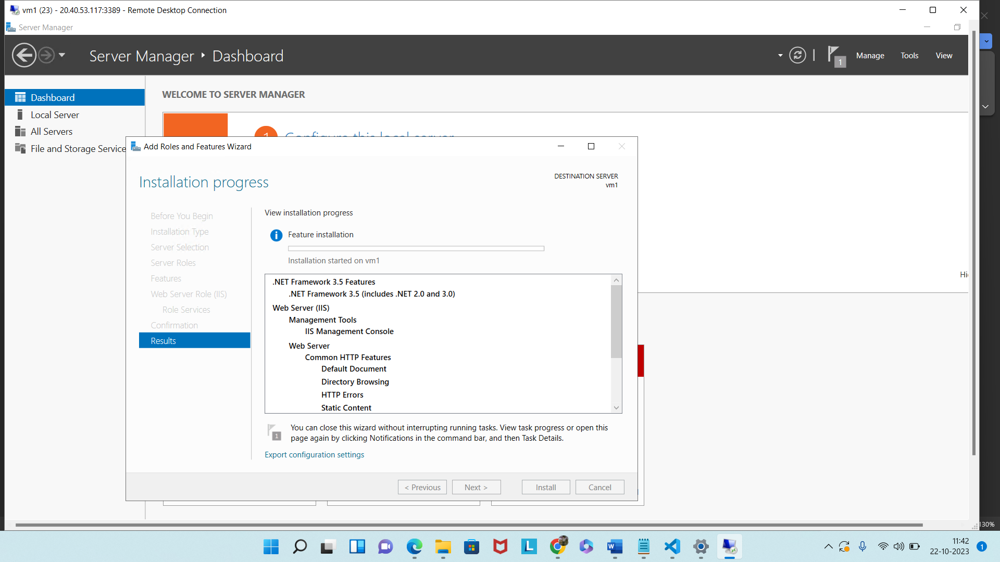 vm1 (23) - 20.40.53.117:3389 - Remote Desktop Connection
Server Manager
Server Manager ‣ Dashboard
1
Manage Tools View
Dashboard
Local Server
All Servers
File and Storage Service
WELCOME TO SERVER MANAGER
1 Configure this local server
Add Roles and Features Wizard
Installation progress
DESTINATION SERVER
vm1
Before You Begin
Installation Type
Server Selection
Server Roles
Features
Web Server Role (IIS)
Role Services
Confirmation
Results
View installation progress
Feature installation
Installation started on vm1
.NET Framework 3.5 Features
.NET Framework 3.5 (includes .NET 2.0 and 3.0)
Web Server (IIS)
Management Tools
IIS Management Console
Web Server
Common HTTP Features
Default Document
Directory Browsing
HTTP Errors
Static Content
1
You can close this wizard without interrupting running tasks. View task progress or open this
page again by clicking Notifications in the command bar, and then Task Details.
Export configuration settings
< Previous Next > Install Cancel
130%
11:42
22-10-2023
1